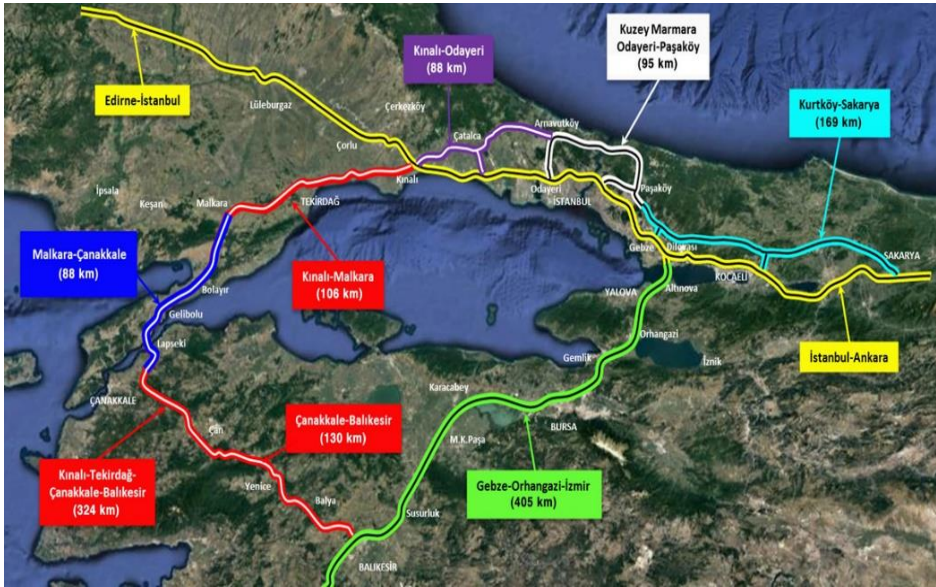 Edirne-İstanbul
Kınalı-Odayeri
(88 km)
Kuzey Marmara
Odayeri-Paşaköy
(95 km)
Kurtköy-Sakarya
(169 km)
Lüleburgaz
Çerkezköy
Çorlu
Çatalca
Arnavutköy
Kınalı
Odayeri
İSTANBUL
Paşaköy
İpsala
Keşan
Malkara
TEKİRDAĞ
Gebze
Dilovası
KOCAELİ
SAKARYA
Malkara-Çanakkale
(88 km)
Kınalı-Malkara
(106 km)
Bolayır
Gelibolu
Lapseki
YALOVA
Altınova
Orhangazi
İznik
Gemlik
İstanbul-Ankara
ÇANAKKALE
Karacabey
Çan
Çanakkale-Balıkesir
(130 km)
M.K.Paşa
BURSA
Kınalı-Tekirdağ-
Çanakkale-Balıkesir
(324 km)
Yenice
Balya
Gebze-Orhangazi-İzmir
(405 km)
Susurluk
BALIKESİR